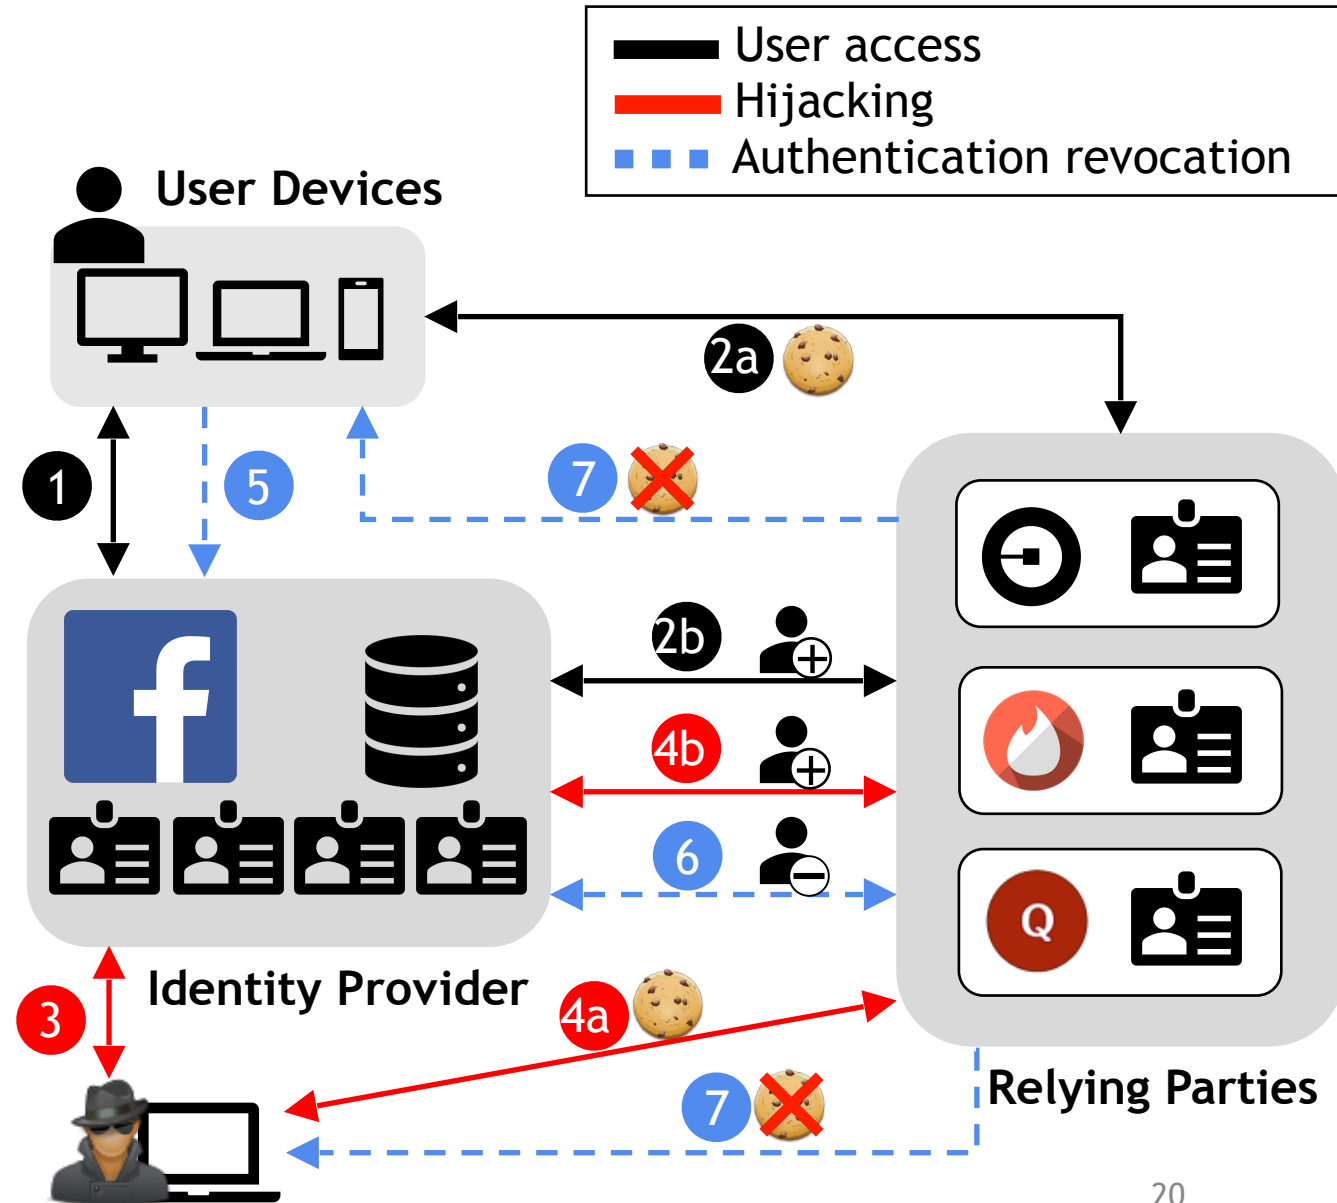 User access
Hijacking
Authentication revocation
User Devices
2a
1
5
7
2b
4b
6
Q
Identity Provider
3
4a
Relying Parties
7
20